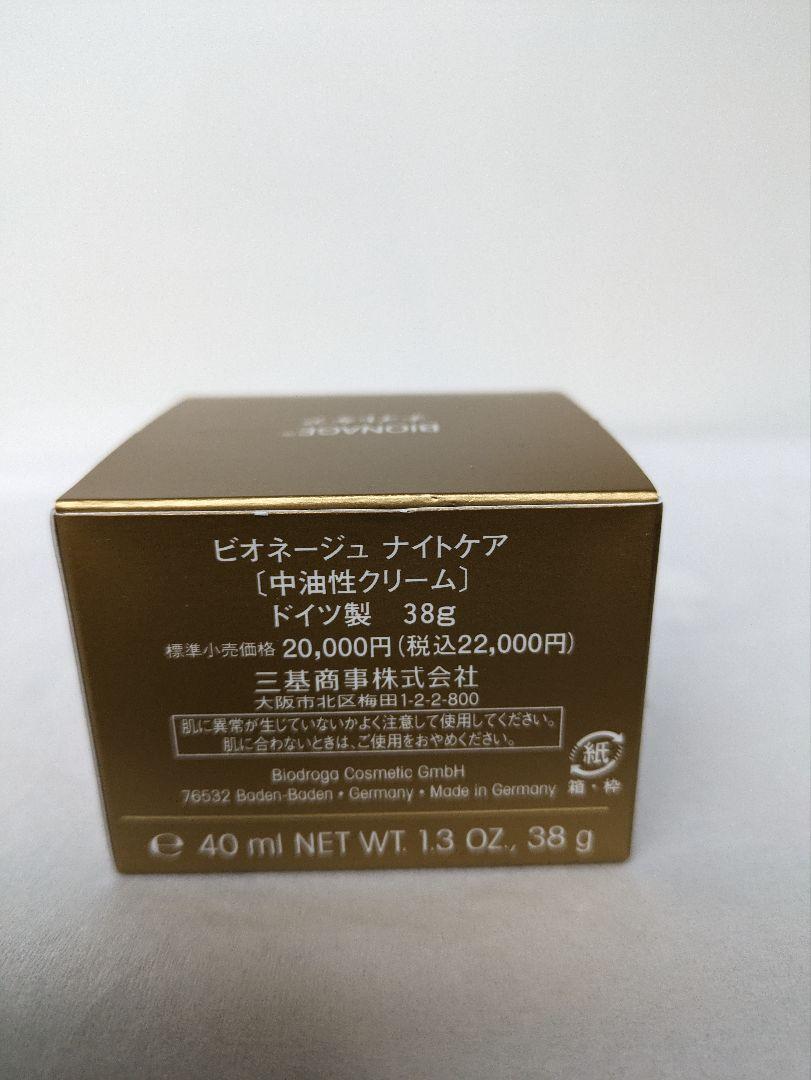 BIONAGE®
ナイトケア
ビオネージュ ナイトケア
〔中油性クリーム〕
ドイツ製 38g
標準小売価格 20,000円(税込22,000円)
三基商事株式会社
大阪市北区梅田1-2-2-800
肌に異常が生じていないかよく注意して使用してください。
肌に合わないときは、ご使用をおやめください。
紙
箱・枠
Biodroga Cosmetic GmbH
76532 Baden-Baden • Germany • Made in Germany
℮ 40 ml NET WT. 1.3 OZ., 38 g